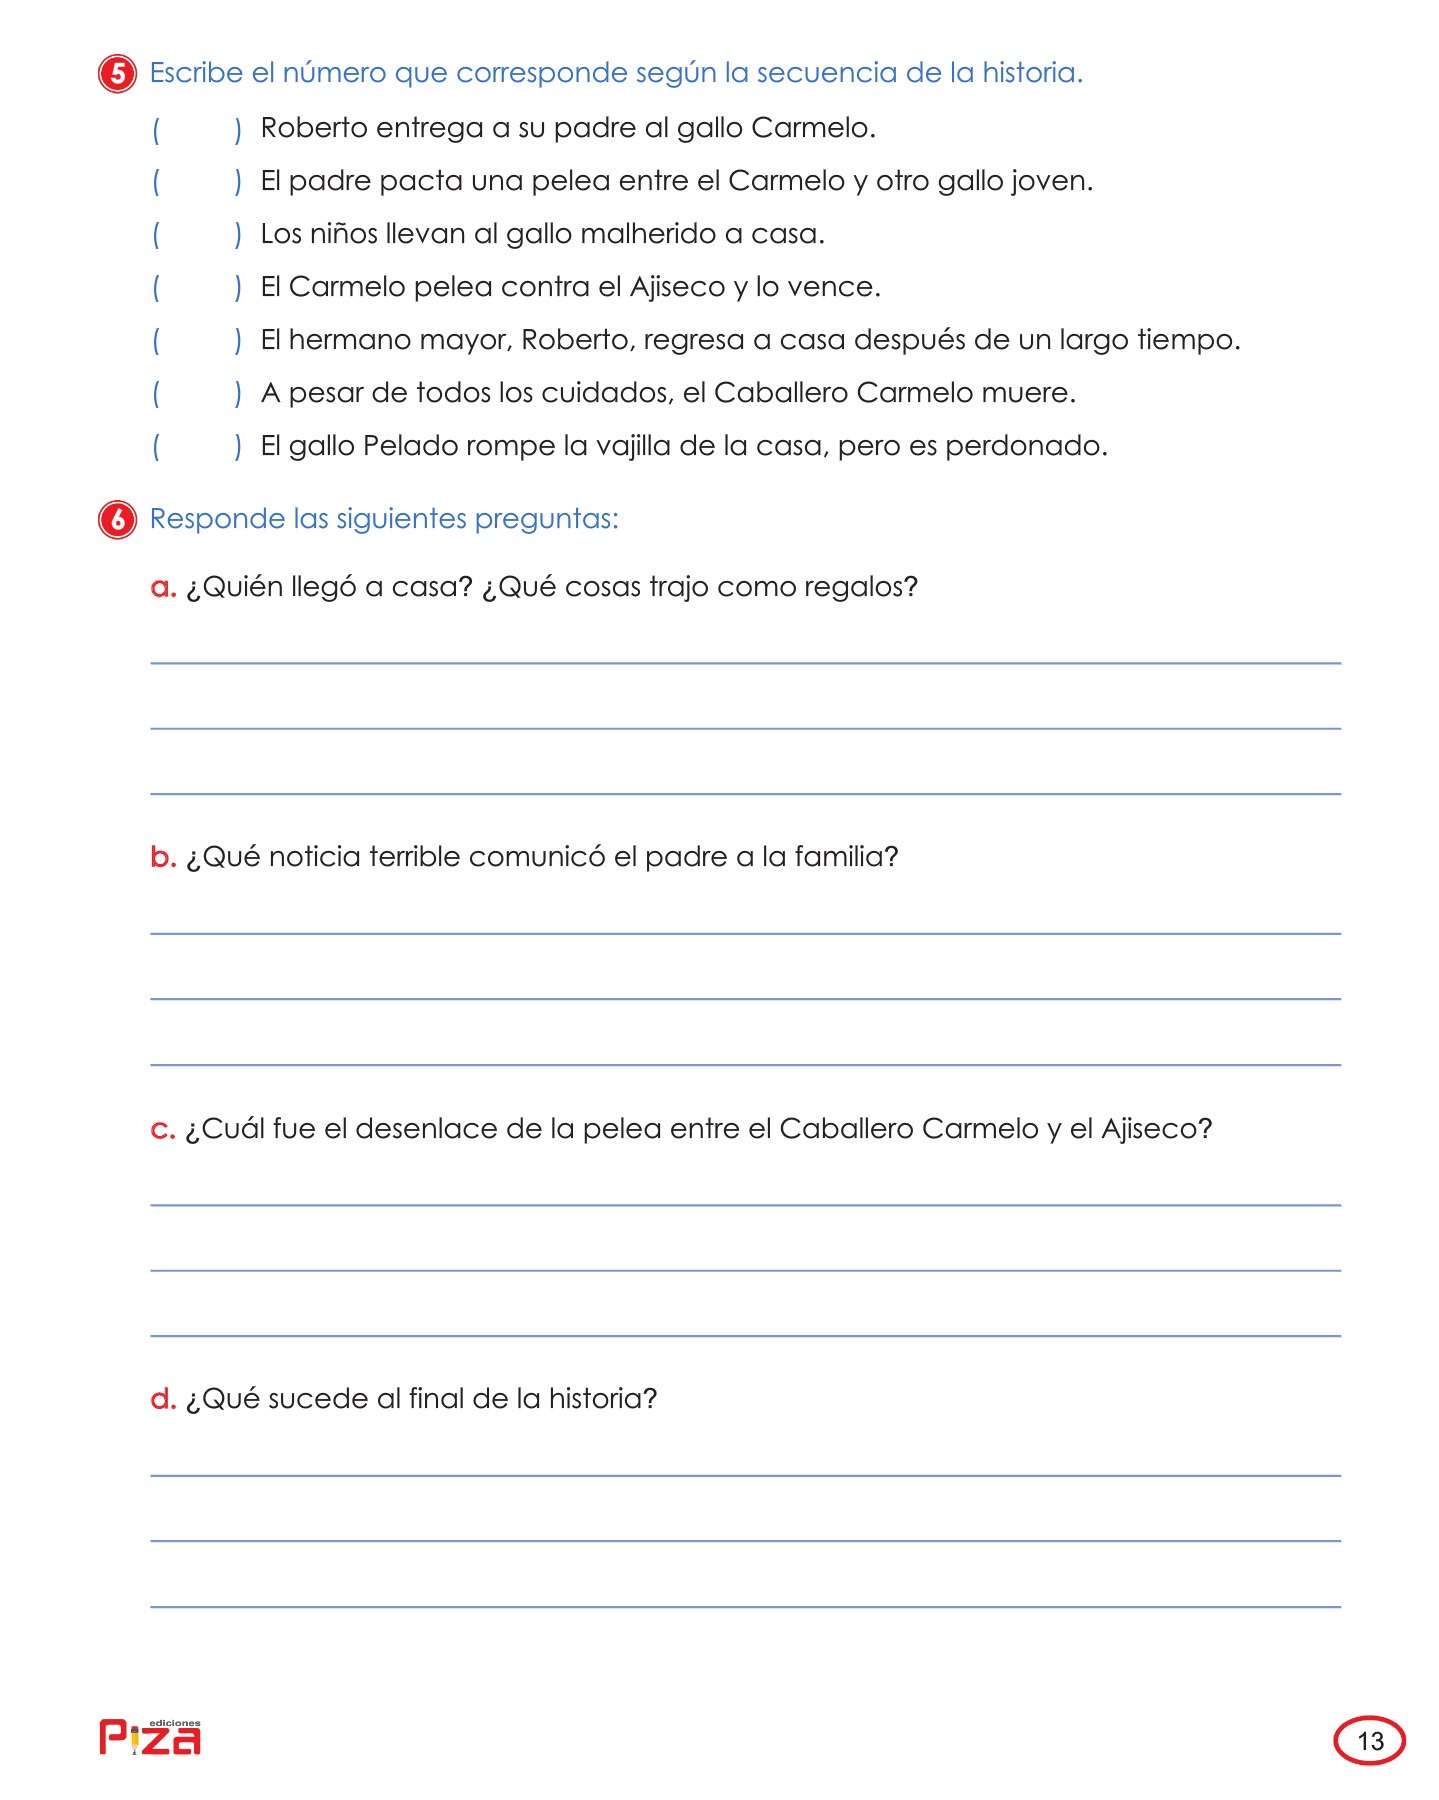 5 Escribe el número que corresponde según la secuencia de la historia.
( ) Roberto entrega a su padre al gallo Carmelo.
( ) El padre pacta una pelea entre el Carmelo y otro gallo joven.
( ) Los niños llevan al gallo malherido a casa.
( ) El Carmelo pelea contra el Ajiseco y lo vence.
( ) El hermano mayor, Roberto, regresa a casa después de un largo tiempo.
( ) A pesar de todos los cuidados, el Caballero Carmelo muere.
( ) El gallo Pelado rompe la vajilla de la casa, pero es perdonado.
6 Responde las siguientes preguntas:
a. ¿Quién llegó a casa? ¿Qué cosas trajo como regalos?
b. ¿Qué noticia terrible comunicó el padre a la familia?
c. ¿Cuál fue el desenlace de la pelea entre el Caballero Carmelo y el Ajiseco?
d. ¿Qué sucede al final de la historia?
ediciones
Piza
13